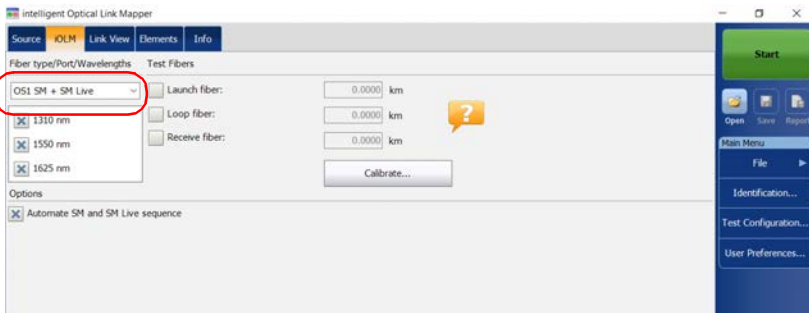 intelligent Optical Link Mapper
Source iOLM Link View Elements Info
Fiber type/Port/Wavelengths Test Fibers
OS1 SM + SM Live
1310 nm
1550 nm
1625 nm
Launch fiber: 0.0000 km
Loop fiber: 0.0000 km
Receive fiber: 0.0000 km
?
Calibrate...
Options
Automate SM and SM Live sequence
Start
Open Save Report
Main Menu
File
Identification...
Test Configuration...
User Preferences...